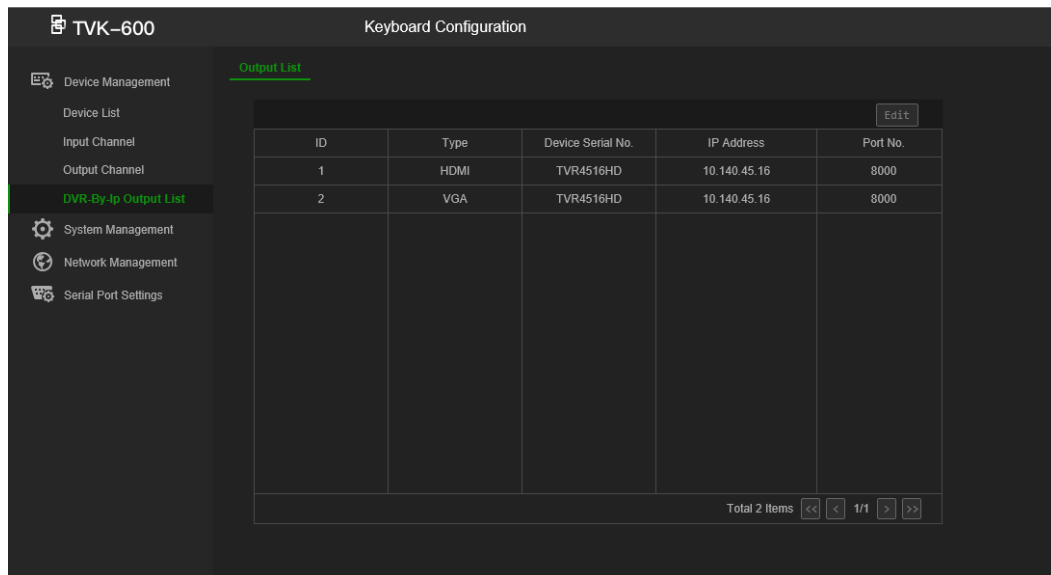 TVK–600
Keyboard Configuration
Device Management
Device List
Input Channel
Output Channel
DVR-By-Ip Output List
System Management
Network Management
Serial Port Settings
Output List
Edit
ID Type Device Serial No. IP Address Port No.
1 HDMI TVR4516HD 10.140.45.16 8000
2 VGA TVR4516HD 10.140.45.16 8000
Total 2 Items << < 1/1 > >>